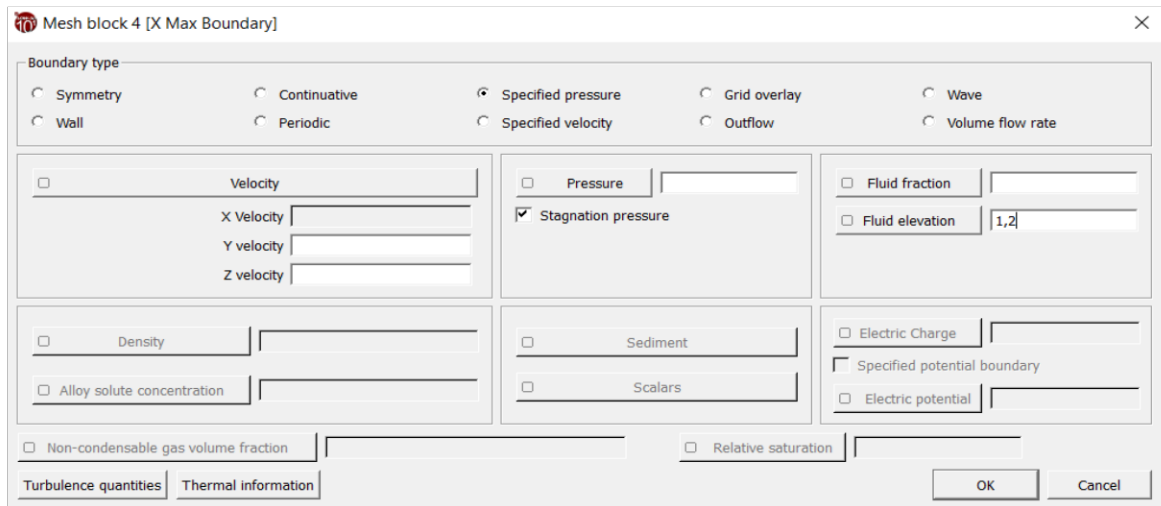 Mesh block 4 [X Max Boundary]
Boundary type
Symmetry Continuative Specified pressure Grid overlay Wave
Wall Periodic Specified velocity Outflow Volume flow rate
Velocity
X Velocity
Y velocity
Z velocity
Pressure
Stagnation pressure
Fluid fraction
Fluid elevation 1,2
Density
Alloy solute concentration
Sediment
Scalars
Electric Charge
Specified potential boundary
Electric potential
Non-condensable gas volume fraction Relative saturation
Turbulence quantities Thermal information OK Cancel